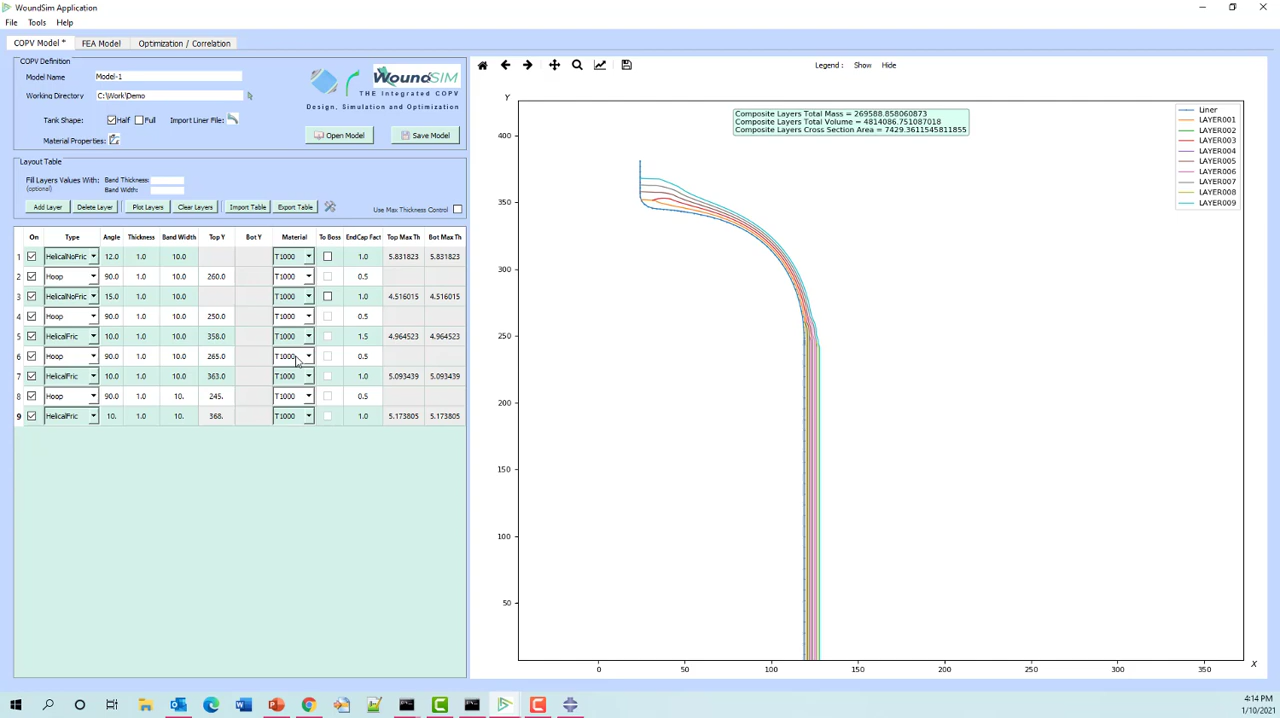 WoundSim Application
File Tools Help
COPV Model * FEA Model Optimization / Correlation
COPV Definition
Model Name Model-1
Working Directory C:\Work\Demo
Tank Shape: Half Full Import Liner File:
Material Properties:
WoundSIM
THE Integrated COPV
Design, Simulation and Optimization
Open Model Save Model
Layout Table
Fill Layers Values With: Band Thickness:
(optional) Band Width:
Add Layer Delete Layer Plot Layers Clear Layers Import Table Export Table Use Max Thickness Control
On Type Angle Thickness Band Width Top Y Bot Y Material To Boss EndCap Fact Top Max Th Bot Max Th
1 HelicalNoFric 12.0 1.0 10.0 T1000 1.0 5.831823 5.831823
2 Hoop 90.0 1.0 10.0 260.0 T1000 0.5
3 HelicalNoFric 15.0 1.0 10.0 T1000 1.0 4.516015 4.516015
4 Hoop 90.0 1.0 10.0 250.0 T1000 0.5
5 HelicalFric 10.0 1.0 10.0 358.0 T1000 1.5 4.964523 4.964523
6 Hoop 90.0 1.0 10.0 265.0 T1000 0.5
7 HelicalFric 10.0 1.0 10.0 363.0 T1000 1.0 5.093439 5.093439
8 Hoop 90.0 1.0 10. 245. T1000 0.5
9 HelicalFric 10. 1.0 10. 368. T1000 1.0 5.173805 5.173805
Legend : Show Hide
Y
Composite Layers Total Mass = 269588.858060873
Composite Layers Total Volume = 4814086.751087018
Composite Layers Cross Section Area = 7429.3611545811855
Liner
LAYER001
LAYER002
LAYER003
LAYER004
LAYER005
LAYER006
LAYER007
LAYER008
LAYER009
400
350
300
250
200
150
100
50
0 50 100 150 200 250 300 350
X
4:14 PM
1/10/2021